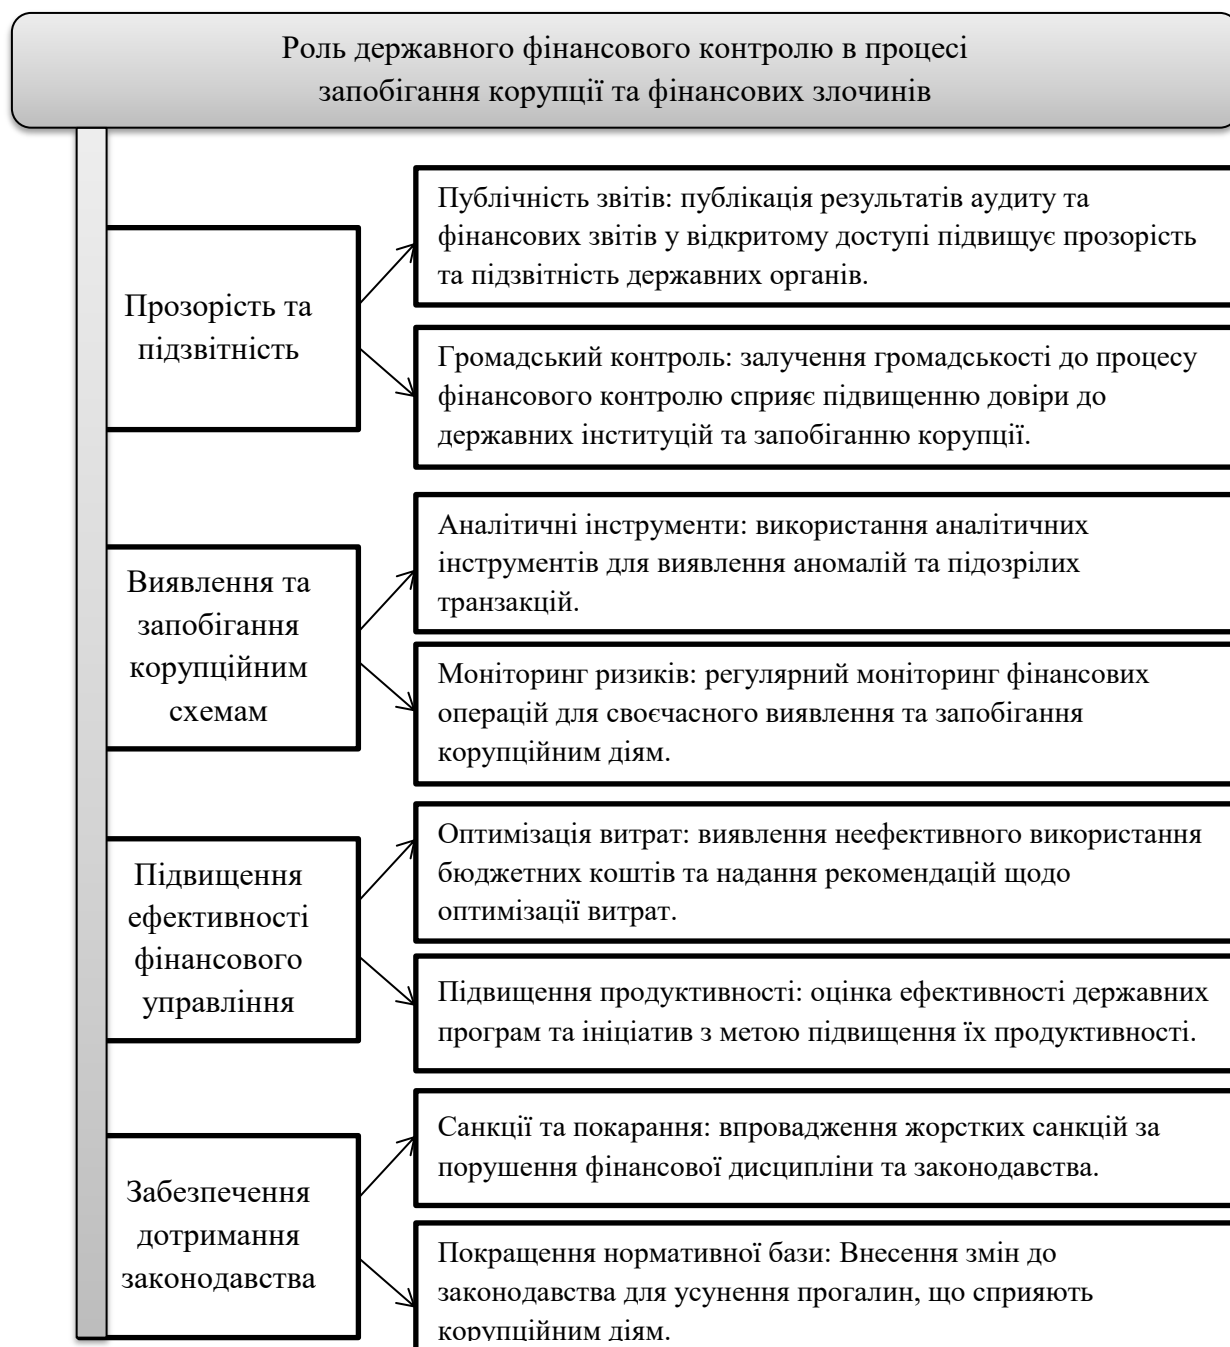 Роль державного фінансового контролю в процесі
запобігання корупції та фінансових злочинів
Прозорість та
підзвітність
Публічність звітів: публікація результатів аудиту та
фінансових звітів у відкритому доступі підвищує прозорість
та підзвітність державних органів.
Громадський контроль: залучення громадськості до процесу
фінансового контролю сприяє підвищенню довіри до
державних інституцій та запобіганню корупції.
Виявлення та
запобігання
корупційним
схемам
Аналітичні інструменти: використання аналітичних
інструментів для виявлення аномалій та підозрілих
транзакцій.
Моніторинг ризиків: регулярний моніторинг фінансових
операцій для своєчасного виявлення та запобігання
корупційним діям.
Підвищення
ефективності
фінансового
управління
Оптимізація витрат: виявлення неефективного використання
бюджетних коштів та надання рекомендацій щодо
оптимізації витрат.
Підвищення продуктивності: оцінка ефективності державних
програм та ініціатив з метою підвищення їх продуктивності.
Забезпечення
дотримання
законодавства
Санкції та покарання: впровадження жорстких санкцій за
порушення фінансової дисципліни та законодавства.
Покращення нормативної бази: Внесення змін до
законодавства для усунення прогалин, що сприяють
корупційним діям.